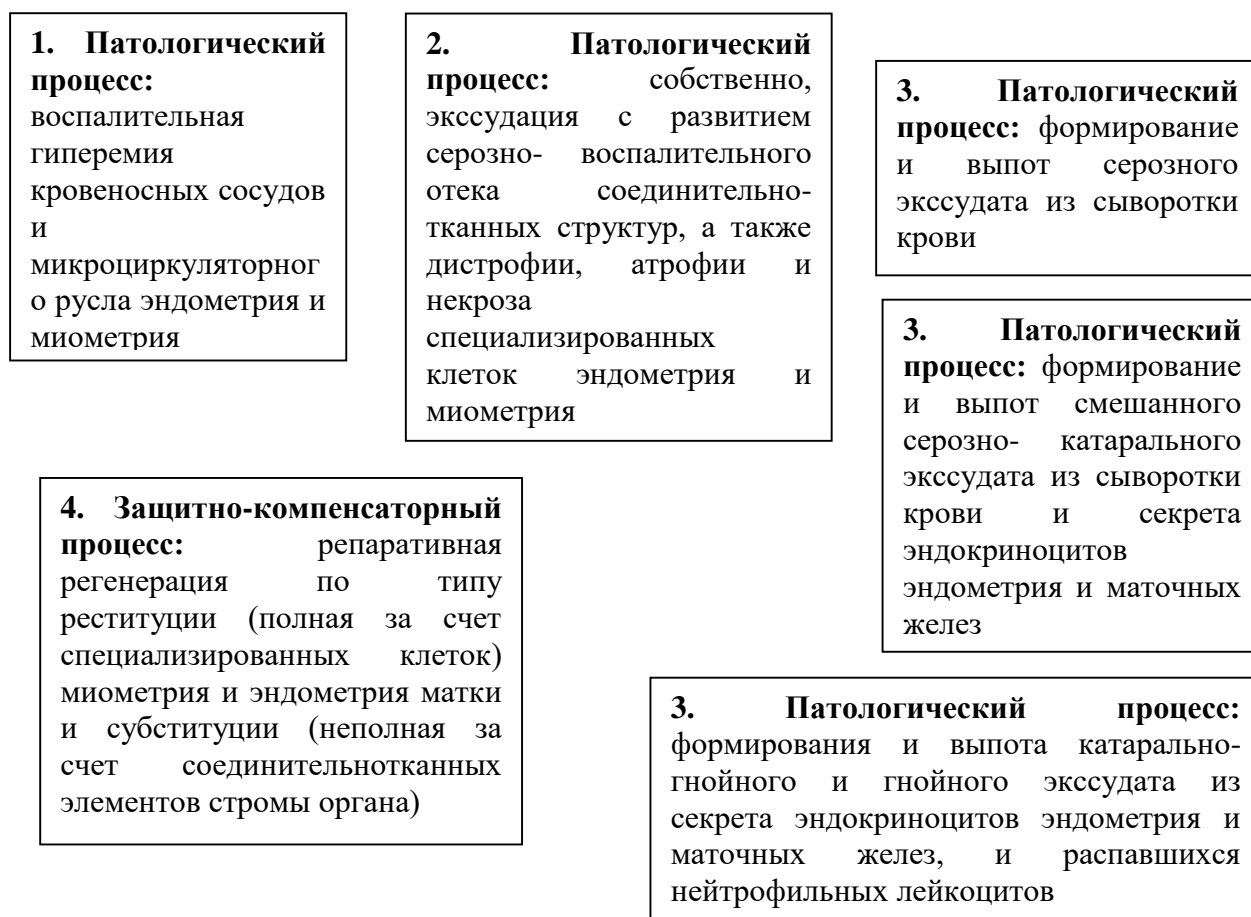 1. Патологический
процесс:
воспалительная
гиперемия
кровеносных сосудов
и
микроциркуляторног
о русла эндометрия и
миометрия
2. Патологический
процесс: собственно,
экссудация с развитием
серозно- воспалительного
отека соединительно-
тканных структур, а также
дистрофии, атрофии и
некроза
специализированных
клеток эндометрия и
миометрия
3. Патологический
процесс: формирование
и выпот серозного
экссудата из сыворотки
крови
3. Патологический
процесс: формирование
и выпот смешанного
серозно- катарального
экссудата из сыворотки
крови и секрета
эндокриноцитов
эндометрия и маточных
желез
4. Защитно-компенсаторный
процесс: репаративная
регенерация по типу
реституции (полная за счет
специализированных клеток)
миометрия и эндометрия матки
и субституции (неполная за
счет соединительнотканных
элементов стромы органа)
3. Патологический процесс:
формирования и выпота катарально-
гнойного и гнойного экссудата из
секрета эндокриноцитов эндометрия и
маточных желез, и распавшихся
нейтрофильных лейкоцитов